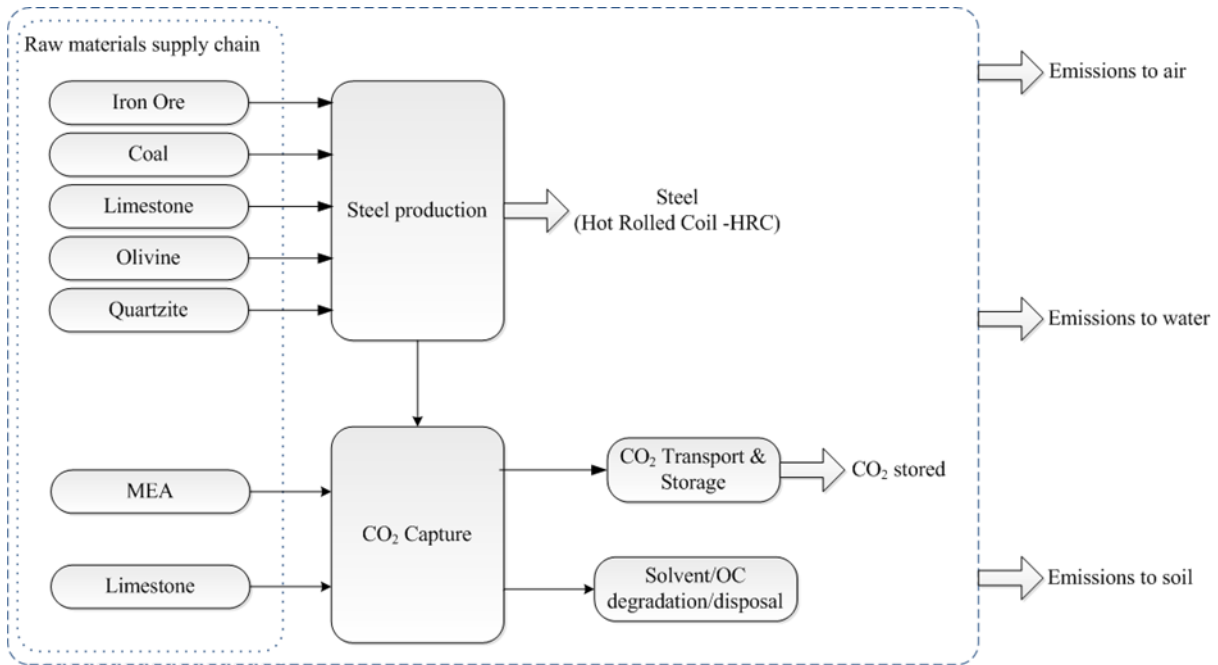 Raw materials supply chain
Iron Ore
Coal
Limestone
Olivine
Quartzite
Steel production
Steel
(Hot Rolled Coil -HRC)
MEA
Limestone
CO₂ Capture
CO₂ Transport &
Storage
CO₂ stored
Solvent/OC
degradation/disposal
Emissions to air
Emissions to water
Emissions to soil